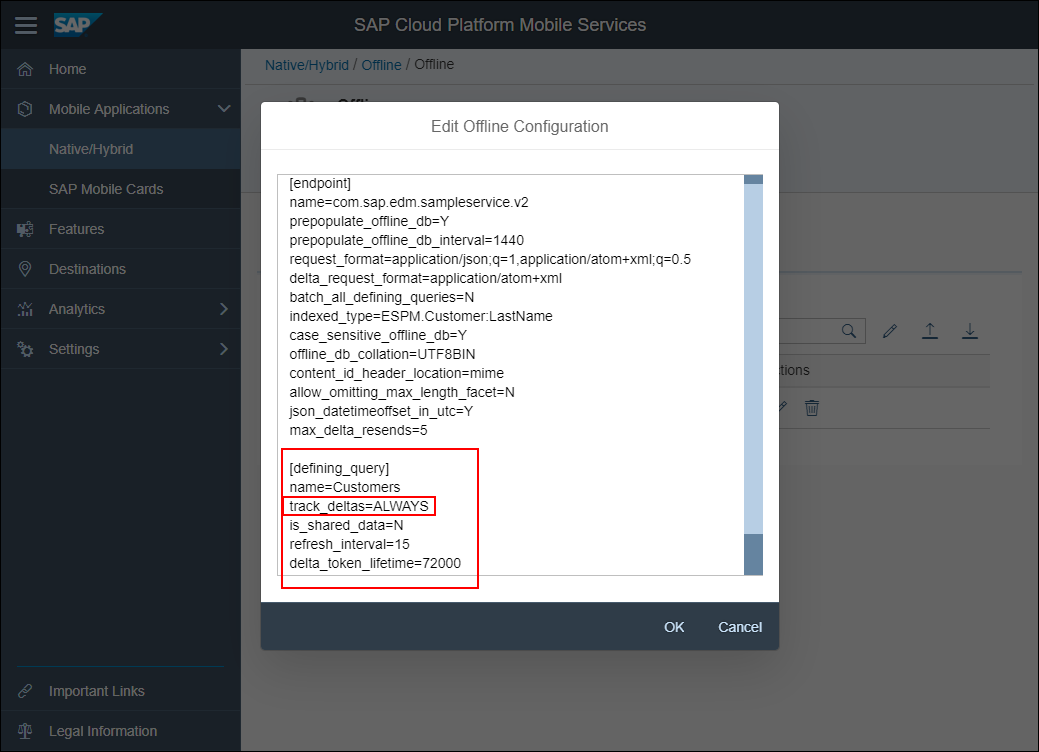 SAP
SAP Cloud Platform Mobile Services
Home
Mobile Applications
Native/Hybrid
SAP Mobile Cards
Features
Destinations
Analytics
Settings
Important Links
Legal Information
Native/Hybrid / Offline / Offline
Edit Offline Configuration
[endpoint]
name=com.sap.edm.sampleservice.v2
prepopulate_offline_db=Y
prepopulate_offline_db_interval=1440
request_format=application/json;q=1,application/atom+xml;q=0.5
delta_request_format=application/atom+xml
batch_all_defining_queries=N
indexed_type=ESPM.Customer:LastName
case_sensitive_offline_db=Y
offline_db_collation=UTF8BIN
content_id_header_location=mime
allow_omitting_max_length_facet=N
json_datetimeoffset_in_utc=Y
max_delta_resends=5
[defining_query]
name=Customers
track_deltas=ALWAYS
is_shared_data=N
refresh_interval=15
delta_token_lifetime=72000
OK
Cancel